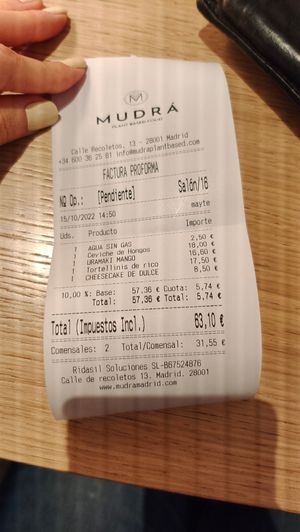 M
MUDRÁ
PLANT BASED FOOD
Calle Recoletos, 13 - 28001 Madrid
+34 600 36 25 81 info@mudraplantbased.com
FACTURA PROFORMA
NO Op.: [Pendiente] Salón/16
15/10/2022 14:50 mayte
Uds. Producto Importe
1 AGUA SIN GAS 2,50 €
1 Ceviche de Hongos 18,00 €
1 URAMAKI MANGO 16,60 €
1 Tortellinis de rico 17,50 €
1 CHEESECAKE DE DULCE 8,50 €
10,00 %: Base: 57,36 € Cuota: 5,74 €
Total: 57,36 € Total: 5,74 €
Total (Impuestos Incl.) 63,10 €
Comensales: 2 Total/Comensal: 31,55 €
Ridasil Soluciones SL-B67524876
Calle de recoletos 13. Madrid. 28001
www.mudramadrid.com